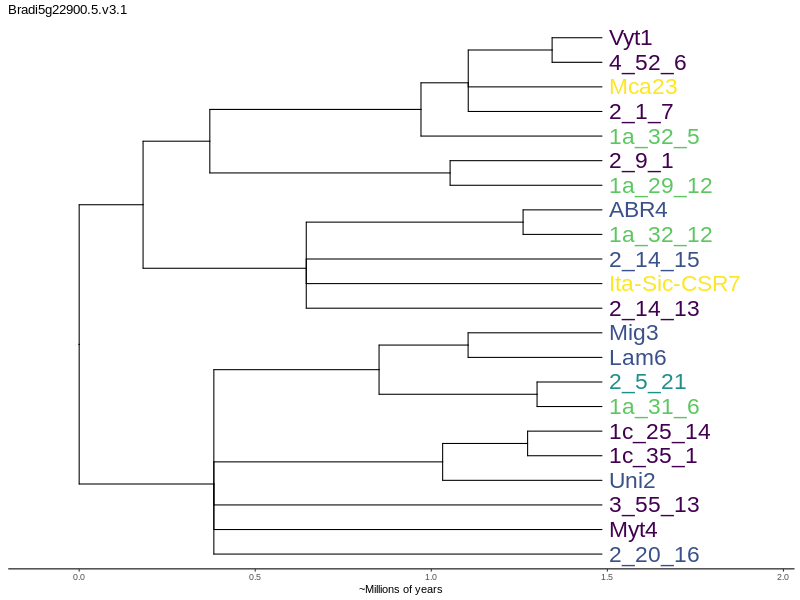 Bradi5g22900.5.v3.1
Vyt1
4_52_6
Mca23
2_1_7
1a_32_5
2_9_1
1a_29_12
ABR4
1a_32_12
2_14_15
Ita-Sic-CSR7
2_14_13
Mig3
Lam6
2_5_21
1a_31_6
1c_25_14
1c_35_1
Uni2
3_55_13
Myt4
2_20_16
0.0 0.5 1.0 1.5 2.0
~Millions of years